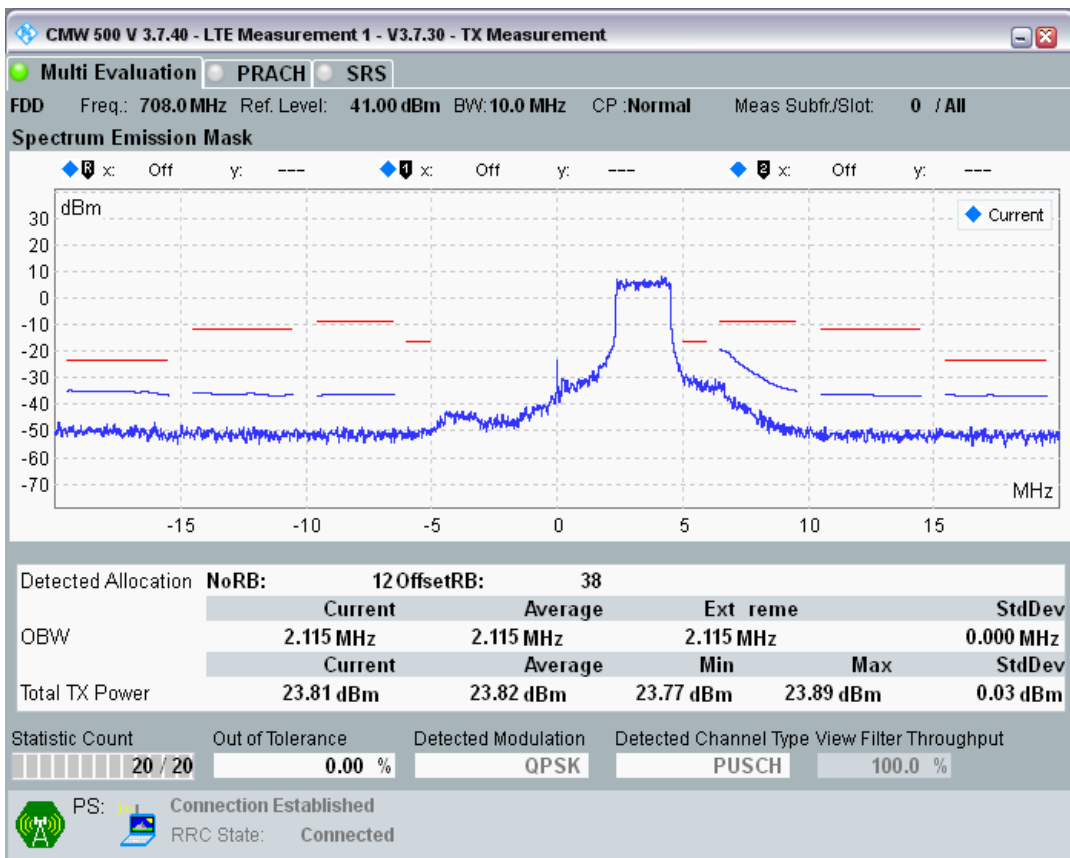 CMW 500 V 3.7.40 - LTE Measurement 1 - V3.7.30 - TX Measurement
Multi Evaluation PRACH SRS
FDD Freq.: 708.0 MHz Ref. Level: 41.00 dBm BW: 10.0 MHz CP :Normal Meas Subfr./Slot: 0 / All
Spectrum Emission Mask
R x: Off y: --- 1 x: Off y: --- 2 x: Off y: ---
dBm
Current
30
20
10
0
-10
-20
-30
-40
-50
-60
-70
MHz
-15 -10 -5 0 5 10 15
Detected Allocation NoRB: 12 OffsetRB: 38
Current Average Ext reme StdDev
OBW 2.115 MHz 2.115 MHz 2.115 MHz 0.000 MHz
Current Average Min Max StdDev
Total TX Power 23.81 dBm 23.82 dBm 23.77 dBm 23.89 dBm 0.03 dBm
Statistic Count Out of Tolerance Detected Modulation Detected Channel Type View Filter Throughput
20 / 20 0.00 % QPSK PUSCH 100.0 %
PS: Connection Established
RRC State: Connected